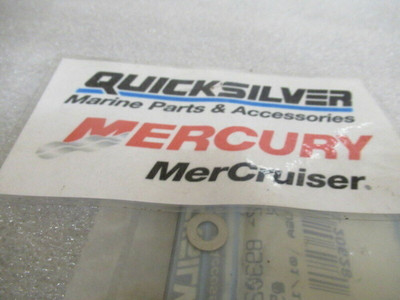 QUICKSILVER
Marine Parts & Accessories
MERCURY
MerCruiser®